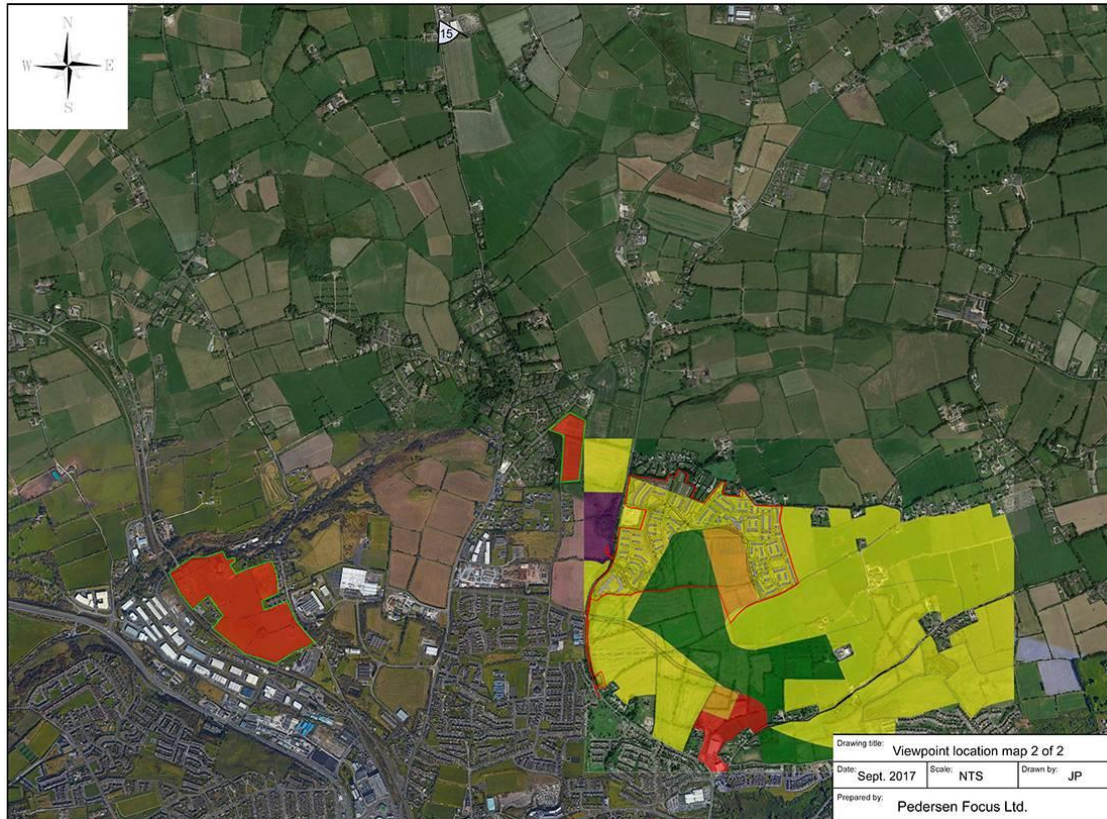 N
W E
S
15
Drawing title: Viewpoint location map 2 of 2
Date: Sept. 2017 Scale: NTS Drawn by: JP
Prepared by: Pedersen Focus Ltd.